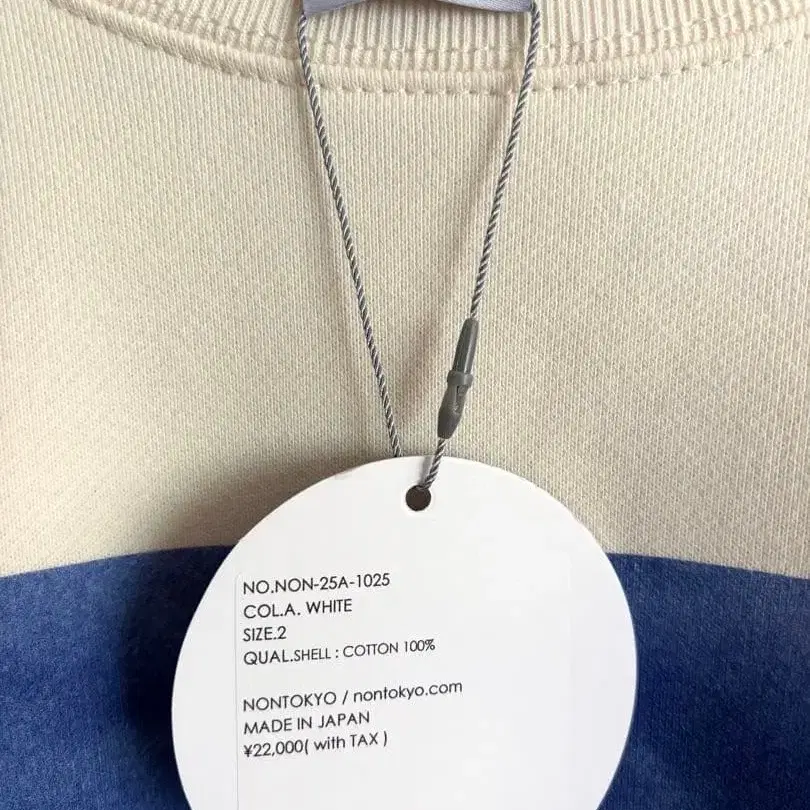 NO.NON-25A-1025
COL.A. WHITE
SIZE.2
QUAL.SHELL : COTTON 100%
NONTOKYO / nontokyo.com
MADE IN JAPAN
¥22,000( with TAX )